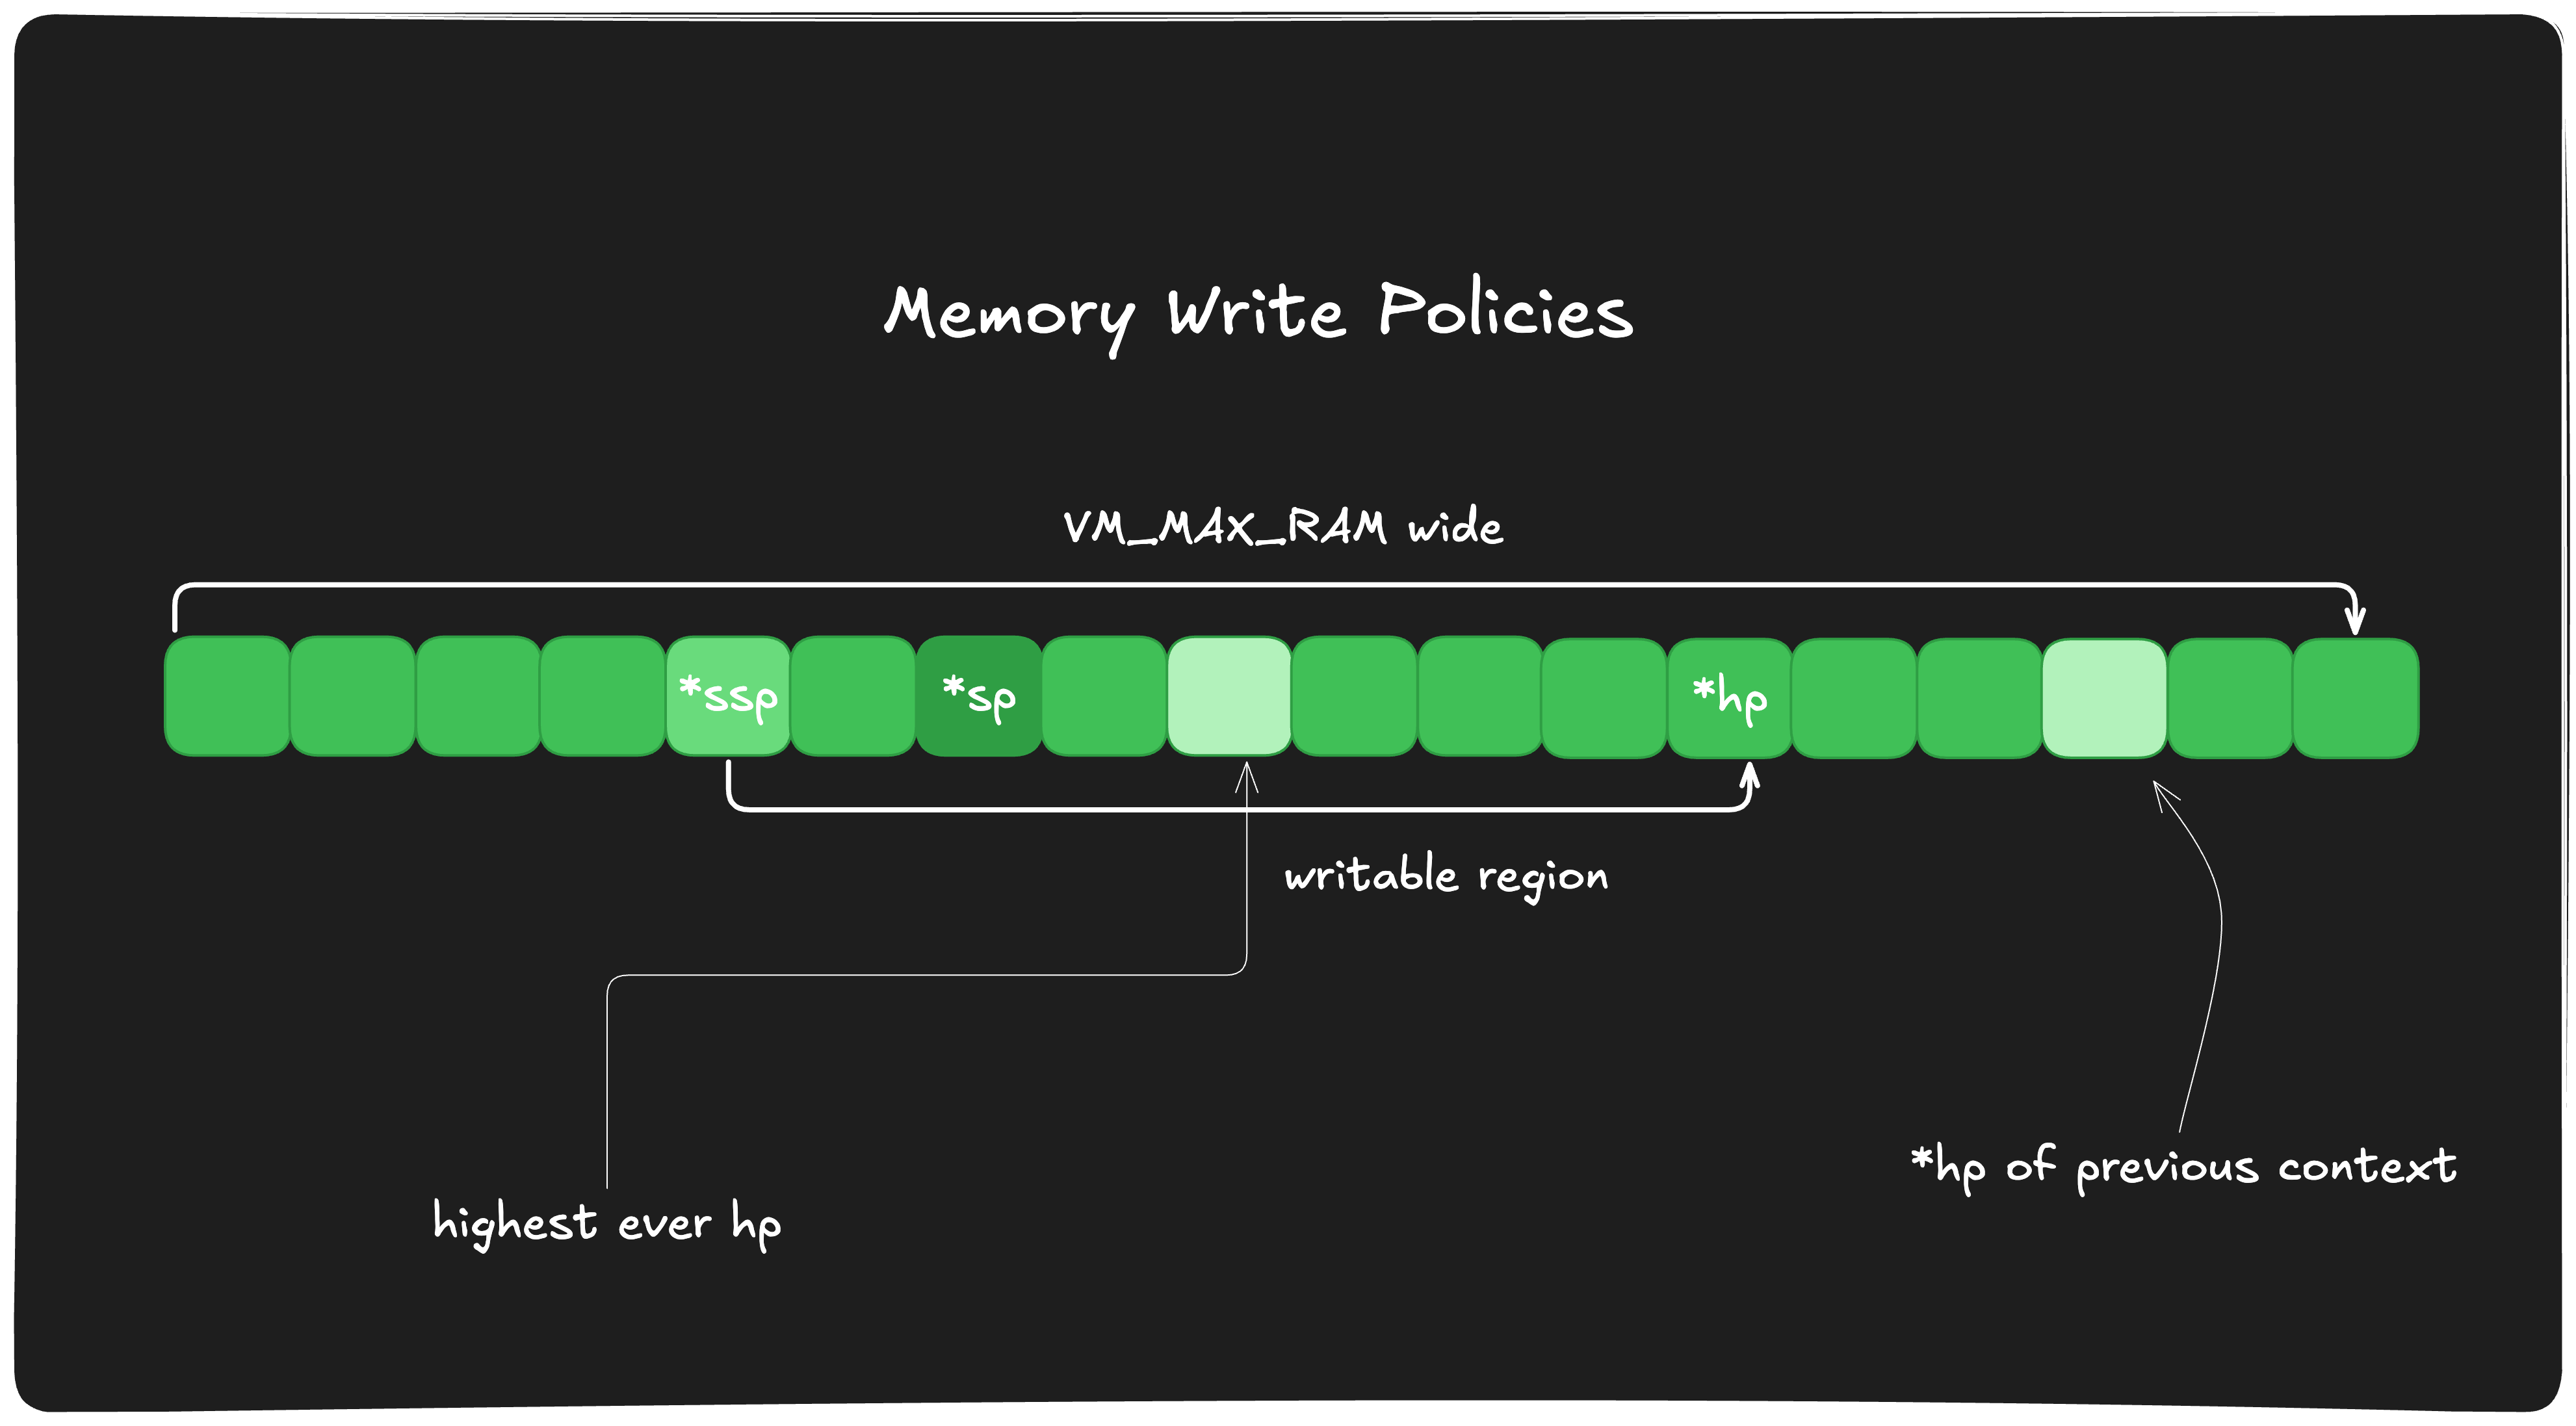 Memory Write Policies
VM_MAX_RAM wide
*ssp
*sp
*hp
writable region
*hp of previous context
highest ever hp